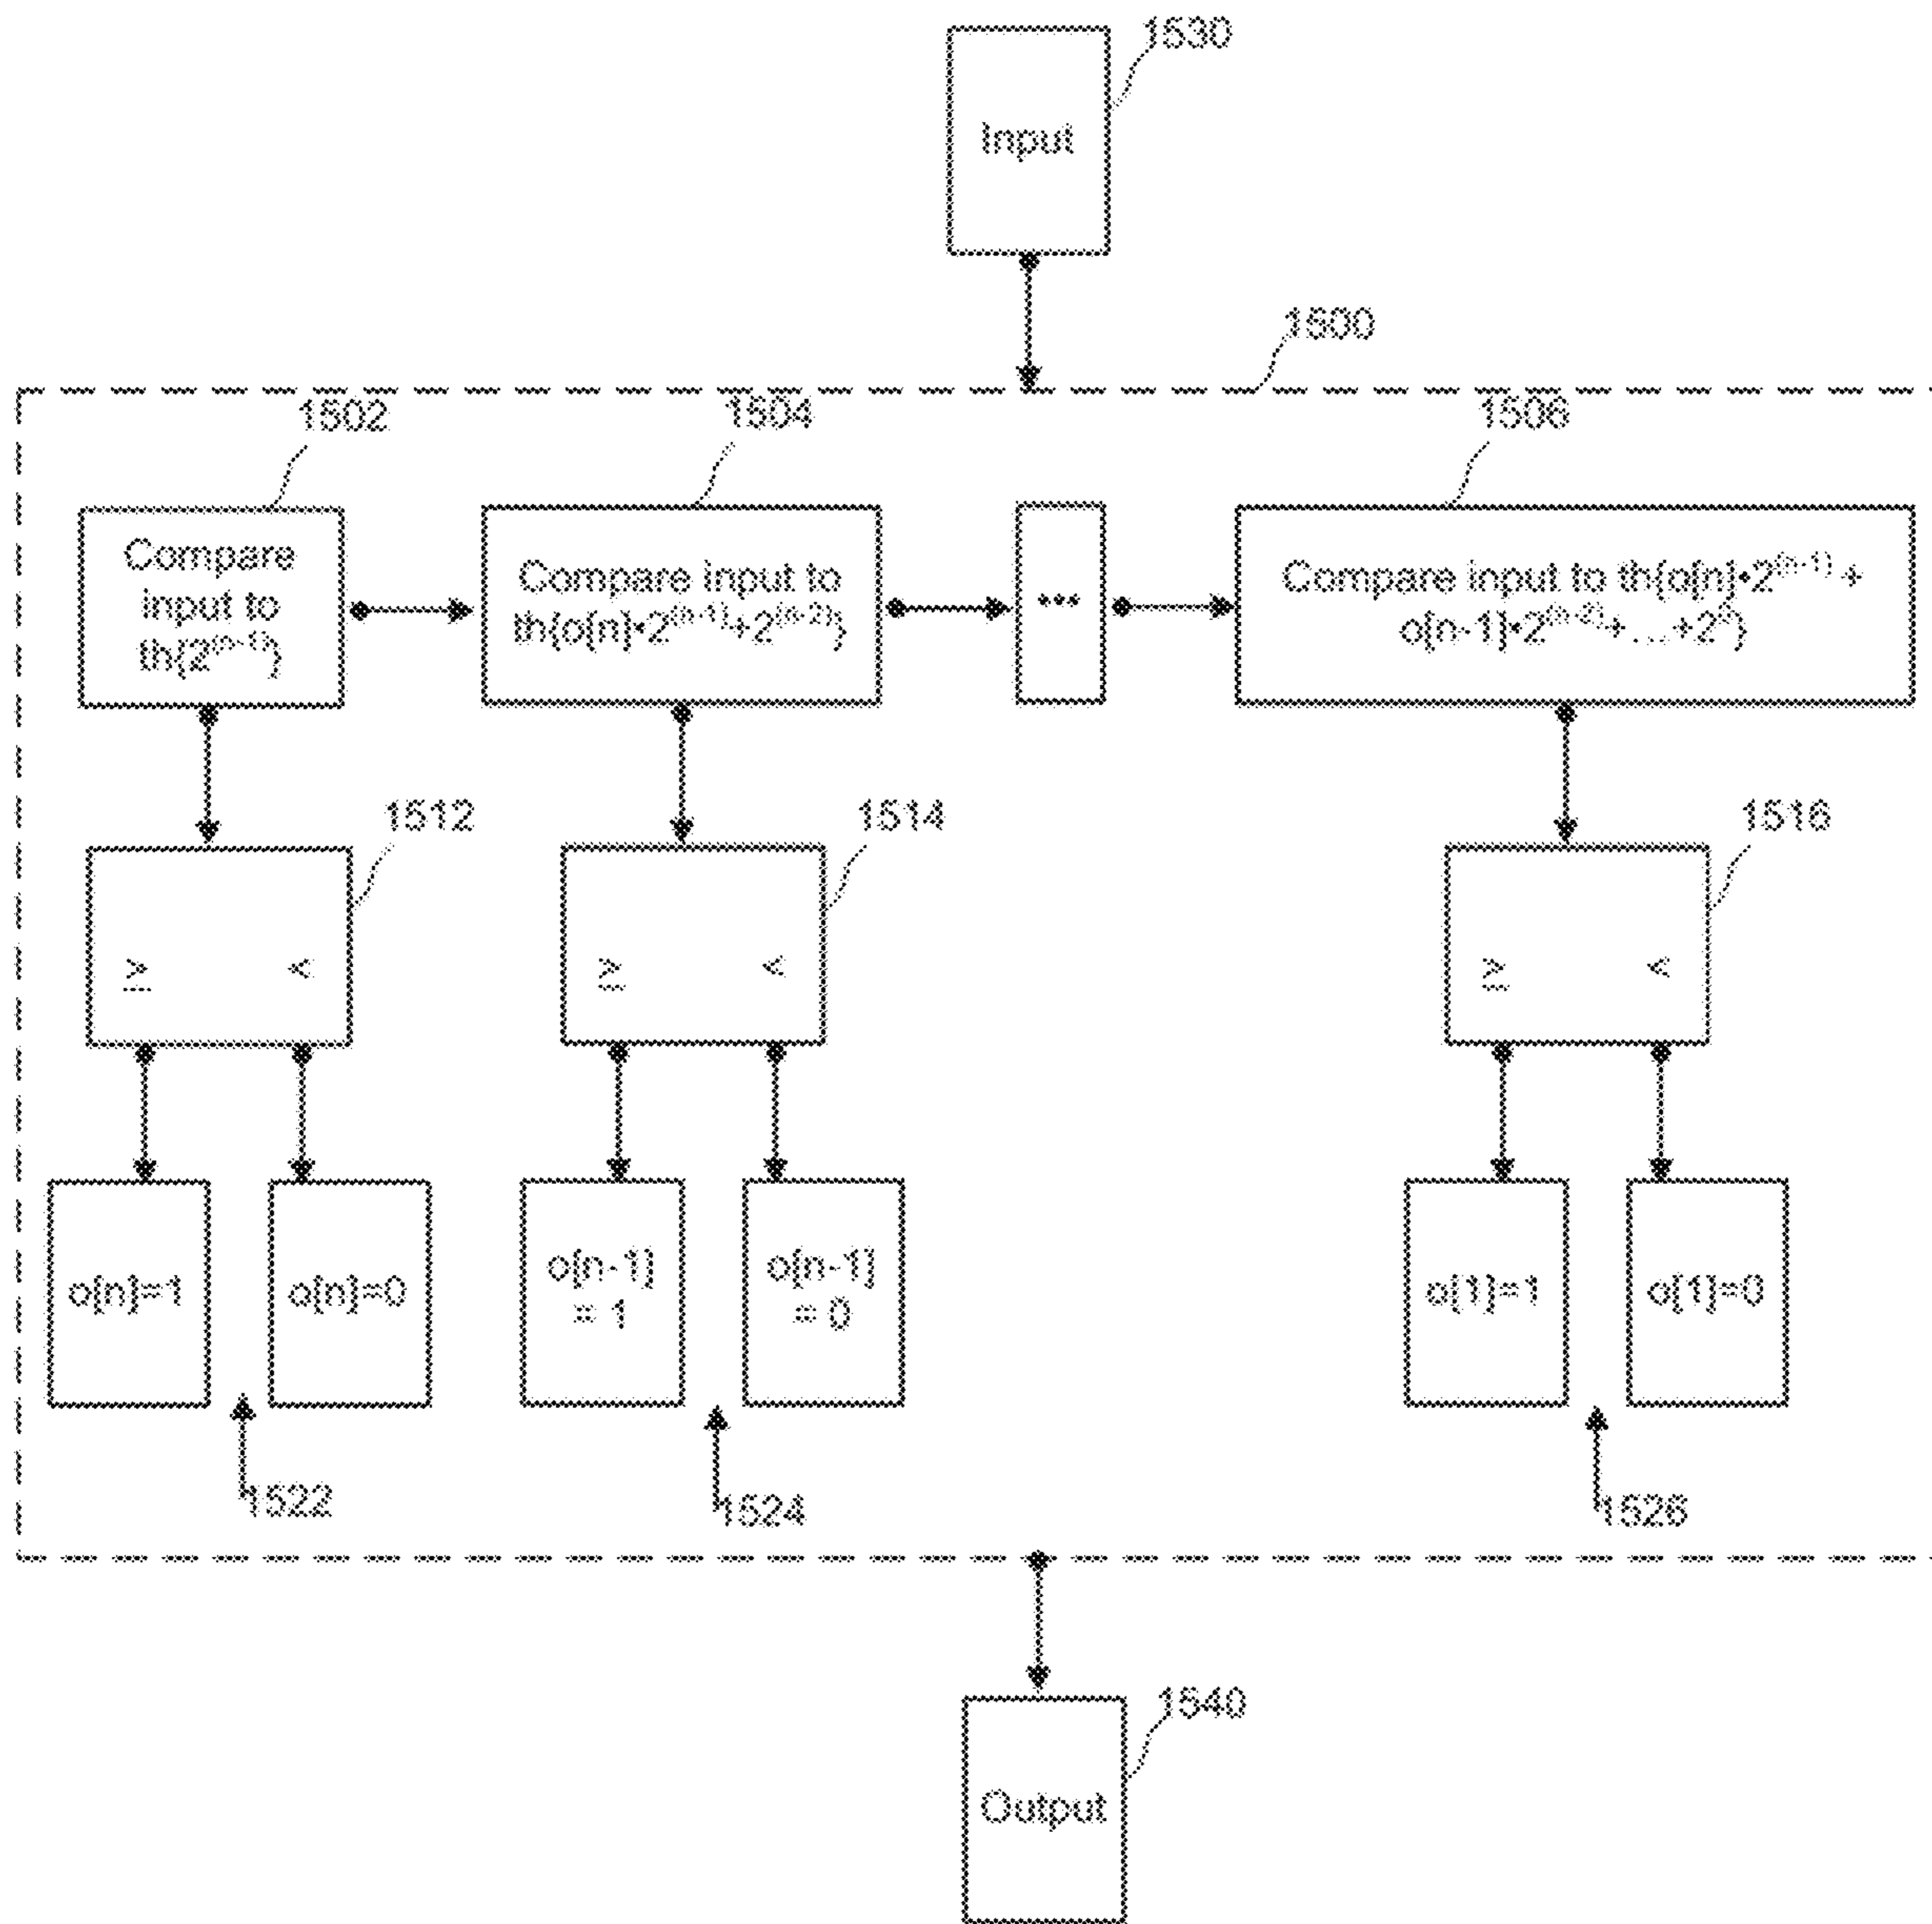 1530
Input
1500
1502
1504
1506
Compare
input to
th{2^(n-1)}
Compare input to
th{o[n]•2^(n-1)+2^(n-2)}
...
Compare input to th{o[n]•2^(n-1)+
o[n-1]•2^(n-2)+...+2^0}
1512
1514
1516
≥ <
≥ <
≥ <
o[n]=1
o[n]=0
o[n-1]
= 1
o[n-1]
= 0
o[1]=1
o[1]=0
1522
1524
1526
1540
Output